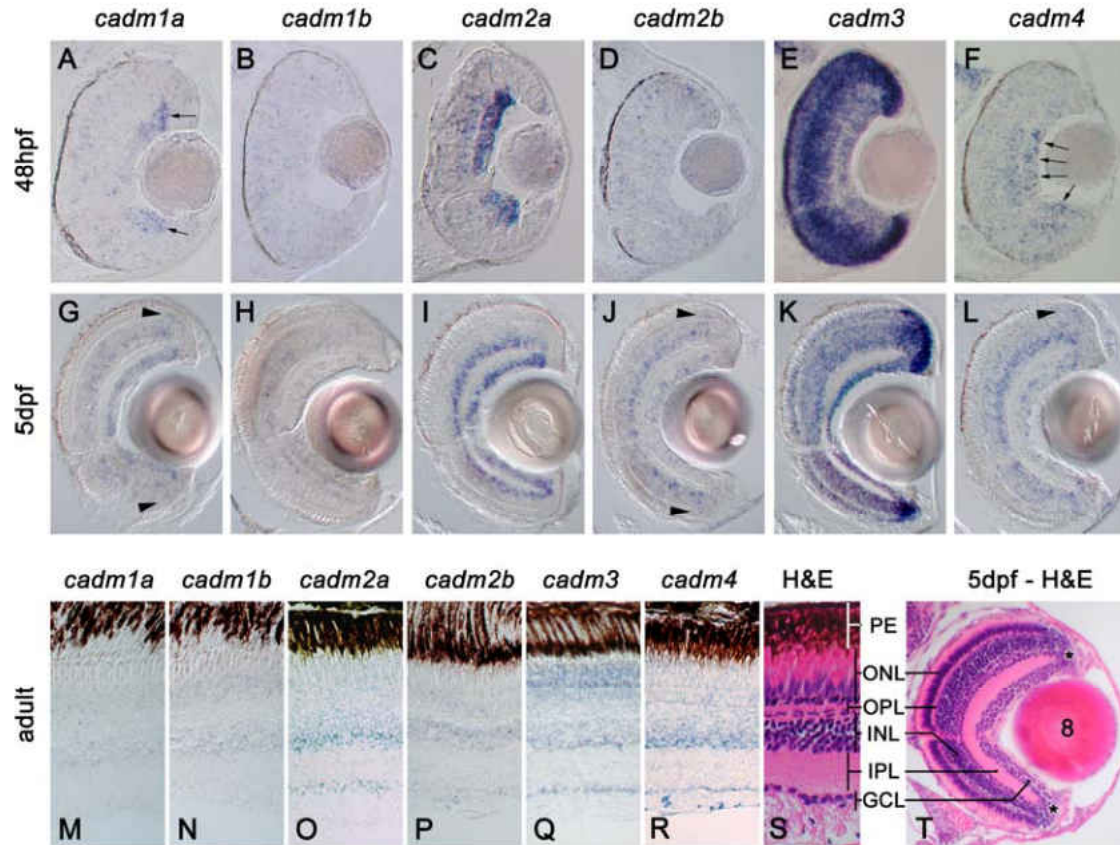 cadm1a cadm1b cadm2a cadm2b cadm3 cadm4
48hpf
A B C D E F
5dpf
G H I J K L
cadm1a cadm1b cadm2a cadm2b cadm3 cadm4 H&E 5dpf - H&E
adult
PE
ONL
OPL
INL
IPL
GCL
* 8 *
M N O P Q R S T